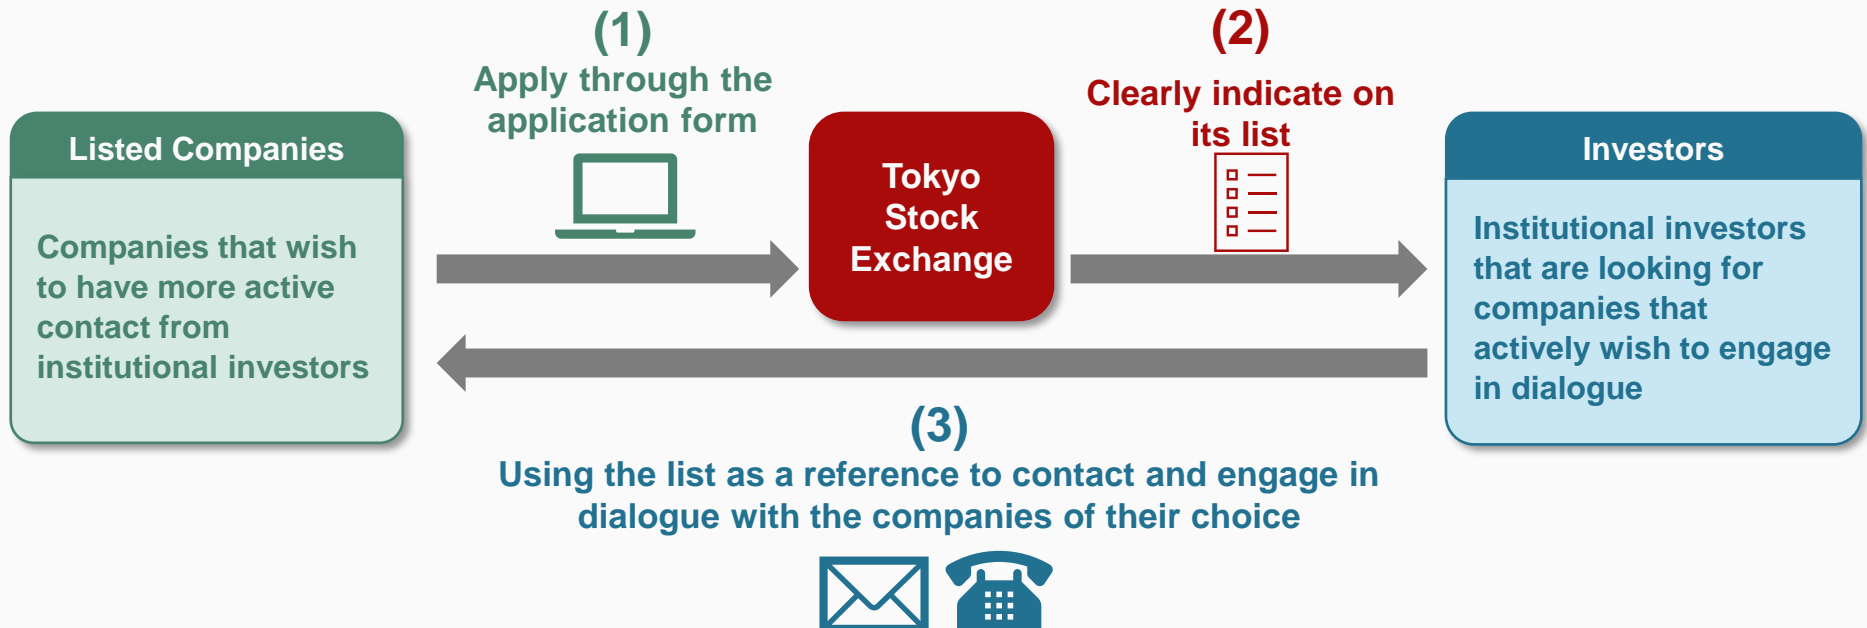 (1)
Apply through the
application form
(2)
Clearly indicate on
its list
Listed Companies
Companies that wish
to have more active
contact from
institutional investors
Tokyo
Stock
Exchange
Investors
Institutional investors
that are looking for
companies that
actively wish to engage
in dialogue
(3)
Using the list as a reference to contact and engage in
dialogue with the companies of their choice